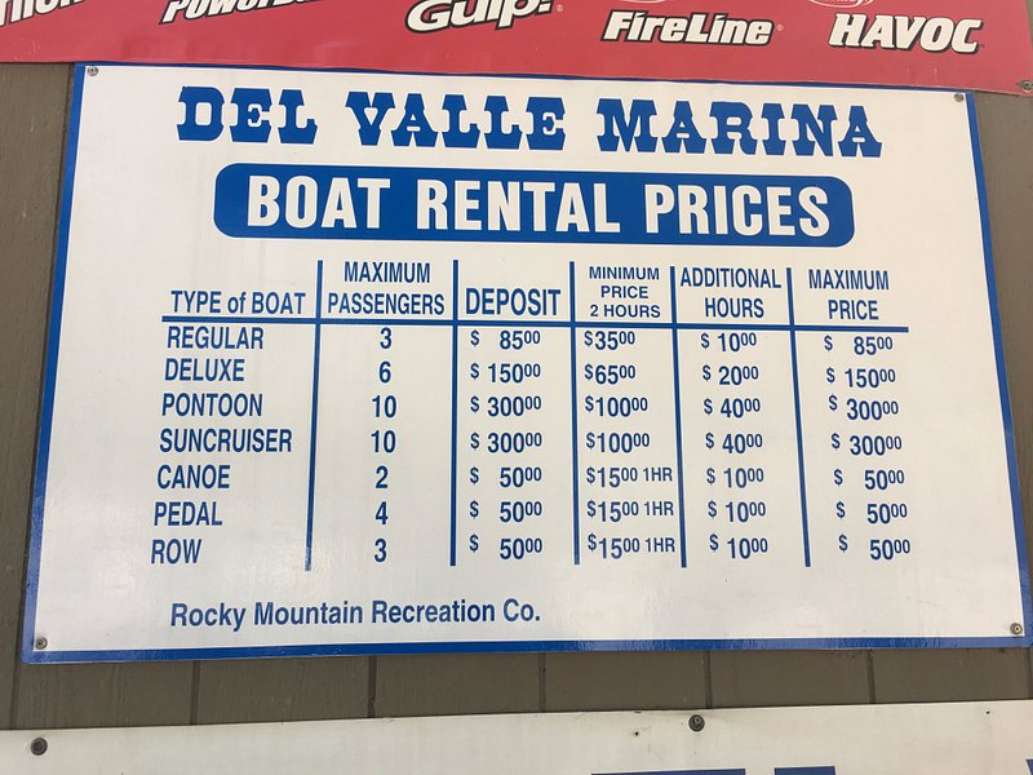 Gulp!
FireLine
HAVOC
DEL VALLE MARINA
BOAT RENTAL PRICES
TYPE of BOAT MAXIMUM PASSENGERS DEPOSIT MINIMUM PRICE 2 HOURS ADDITIONAL HOURS MAXIMUM PRICE
REGULAR 3 $ 8500 $3500 $ 1000 $ 8500
DELUXE 6 $ 15000 $6500 $ 2000 $ 15000
PONTOON 10 $ 30000 $10000 $ 4000 $ 30000
SUNCRUISER 10 $ 30000 $10000 $ 4000 $ 30000
CANOE 2 $ 5000 $1500 1HR $ 1000 $ 5000
PEDAL 4 $ 5000 $1500 1HR $ 1000 $ 5000
ROW 3 $ 5000 $1500 1HR $ 1000 $ 5000
Rocky Mountain Recreation Co.